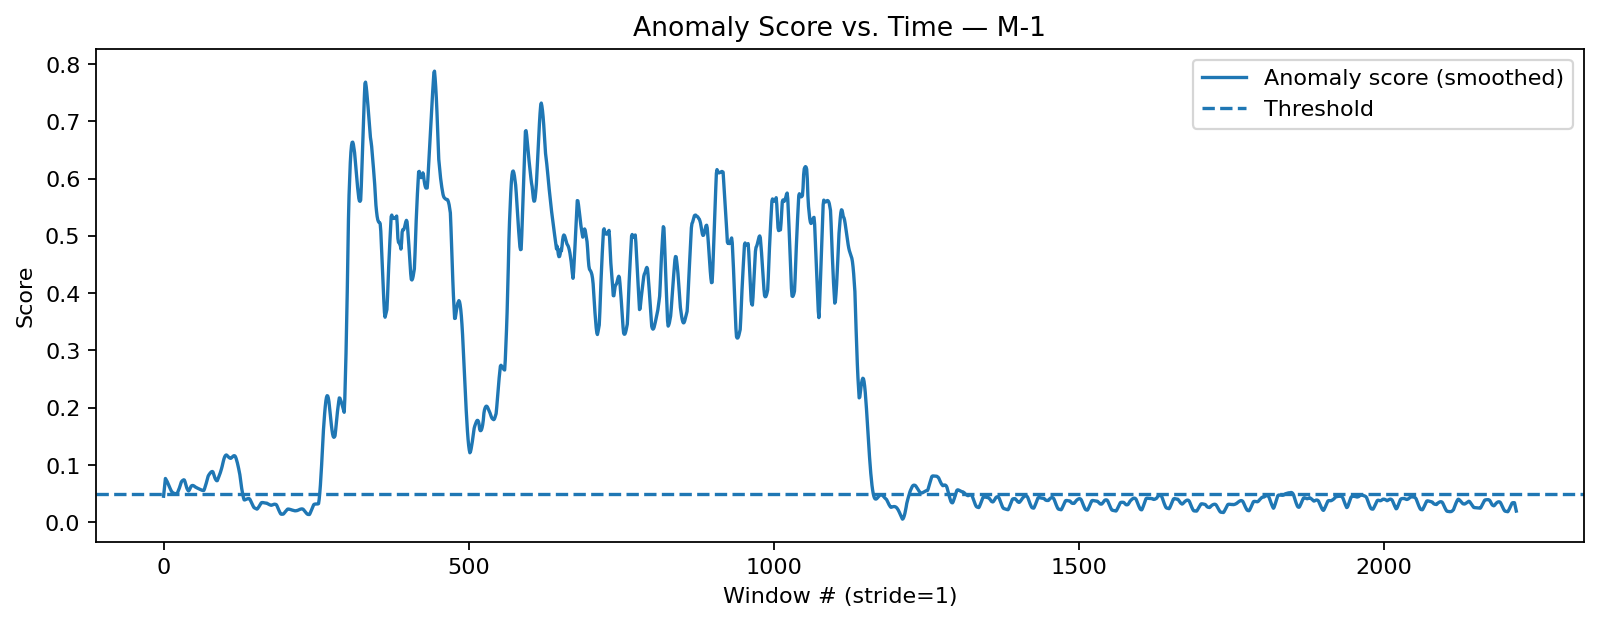 Anomaly Score vs. Time — M-1
Anomaly score (smoothed)
Threshold
Score
0.8
0.7
0.6
0.5
0.4
0.3
0.2
0.1
0.0
0 500 1000 1500 2000
Window # (stride=1)